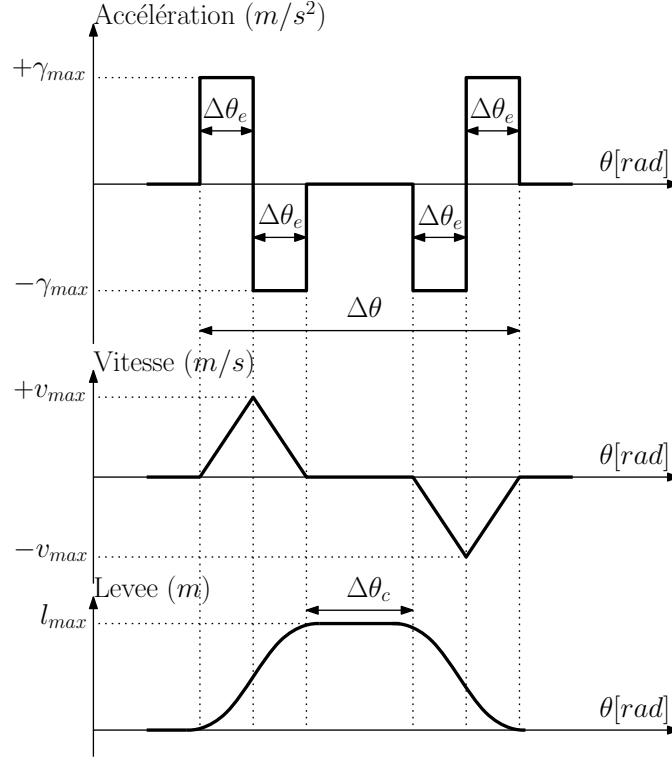 Accélération (m/s²)
+γmax
Δθe
Δθe
θ[rad]
Δθe
Δθe
−γmax
Δθ
Vitesse (m/s)
+vmax
θ[rad]
−vmax
Levee (m)
Δθc
lmax
θ[rad]